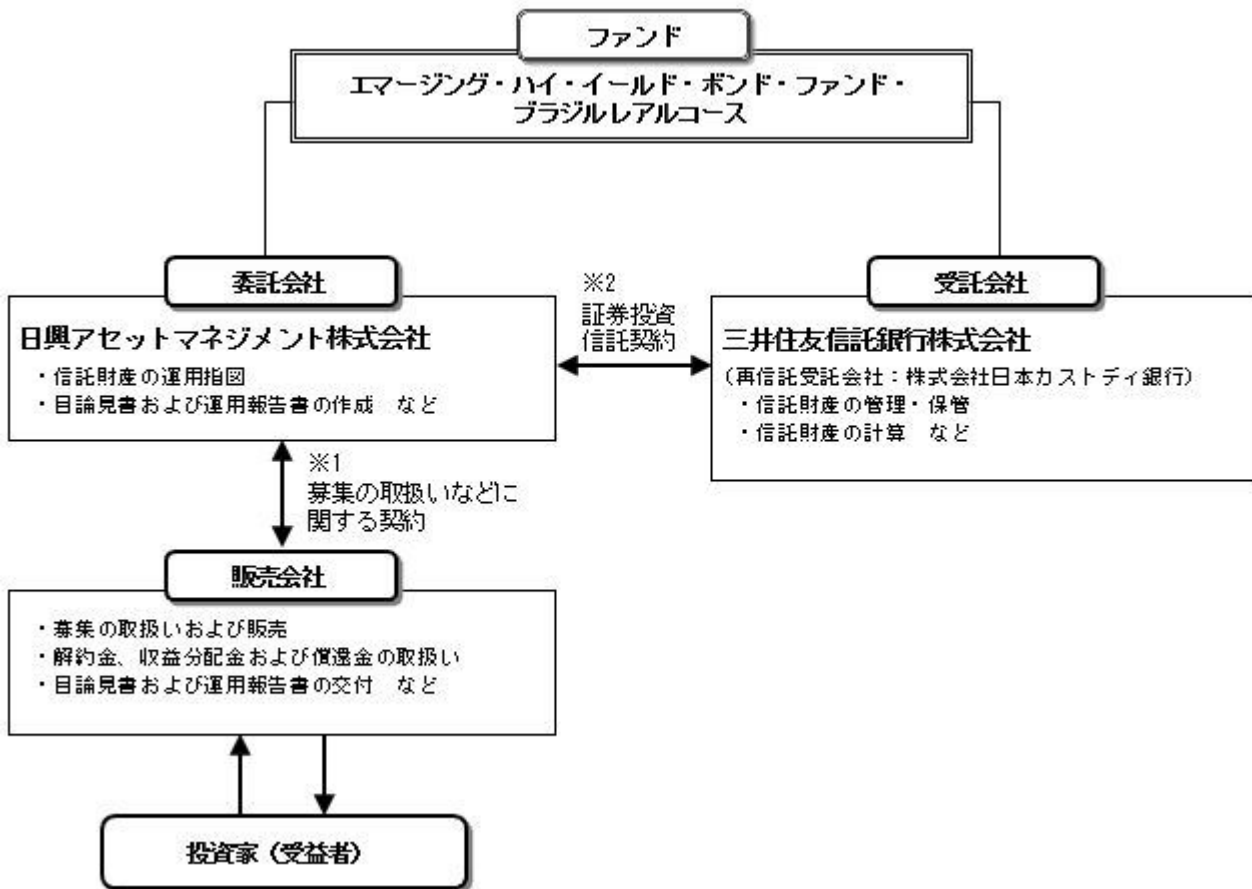 ファンド
エマージング・ハイ・イールド・ボンド・ファンド・
ブラジルレアルコース
委託会社
日興アセットマネジメント株式会社
・信託財産の運用指図
・目論見書および運用報告書の作成　など
※2
証券投資
信託契約
受託会社
三井住友信託銀行株式会社
（再信託受託会社：株式会社日本カストディ銀行）
・信託財産の管理・保管
・信託財産の計算　など
※1
募集の取扱いなどに
関する契約
販売会社
・募集の取扱いおよび販売
・解約金、収益分配金および償還金の取扱い
・目論見書および運用報告書の交付　など
投資家（受益者）